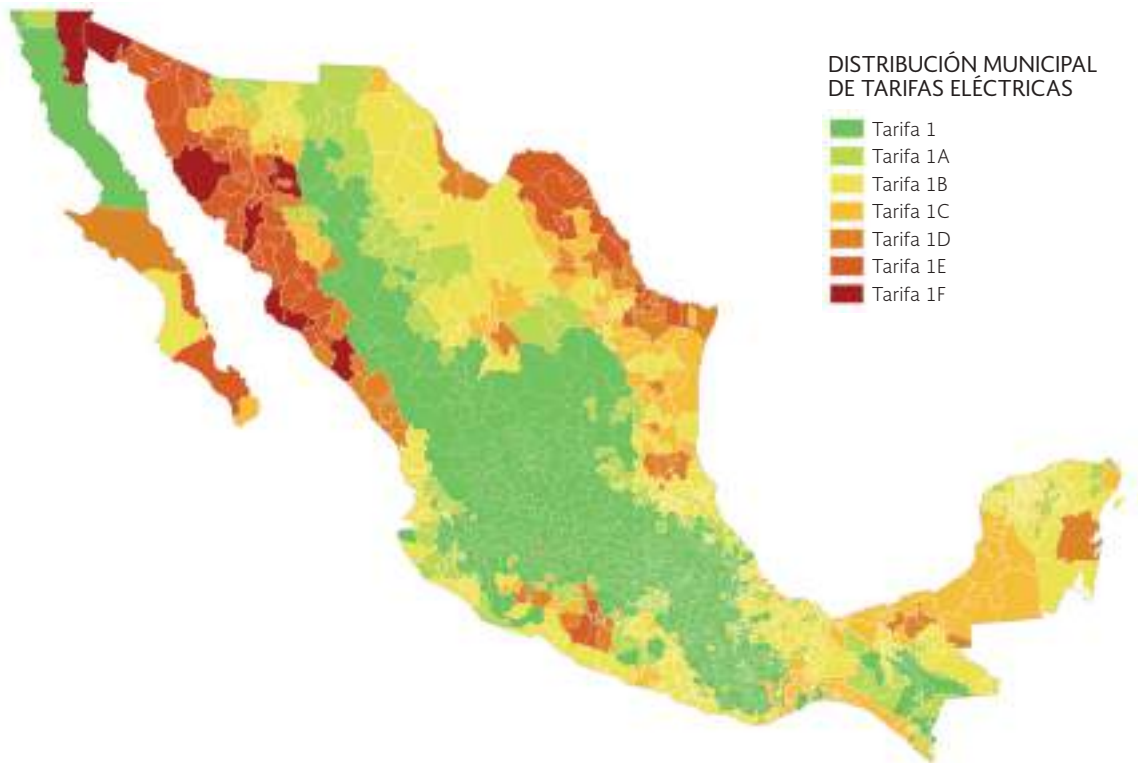 DISTRIBUCIÓN MUNICIPAL
DE TARIFAS ELÉCTRICAS
Tarifa 1
Tarifa 1A
Tarifa 1B
Tarifa 1C
Tarifa 1D
Tarifa 1E
Tarifa 1F